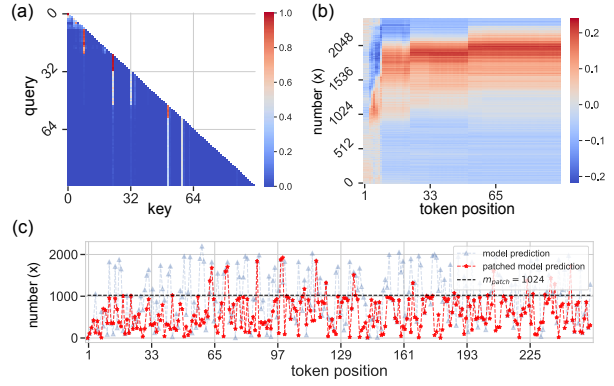 (a)
0
32
64
query
0
32
64
key
1.0
0.8
0.6
0.4
0.2
0.0
(b)
2048
1536
1024
512
0
number (x)
1
33
65
token position
0.2
0.1
0.0
−0.1
−0.2
(c)
2000
1000
0
number (x)
model prediction
patched model prediction
m_patch = 1024
1 33 65 97 129 161 193 225
token position